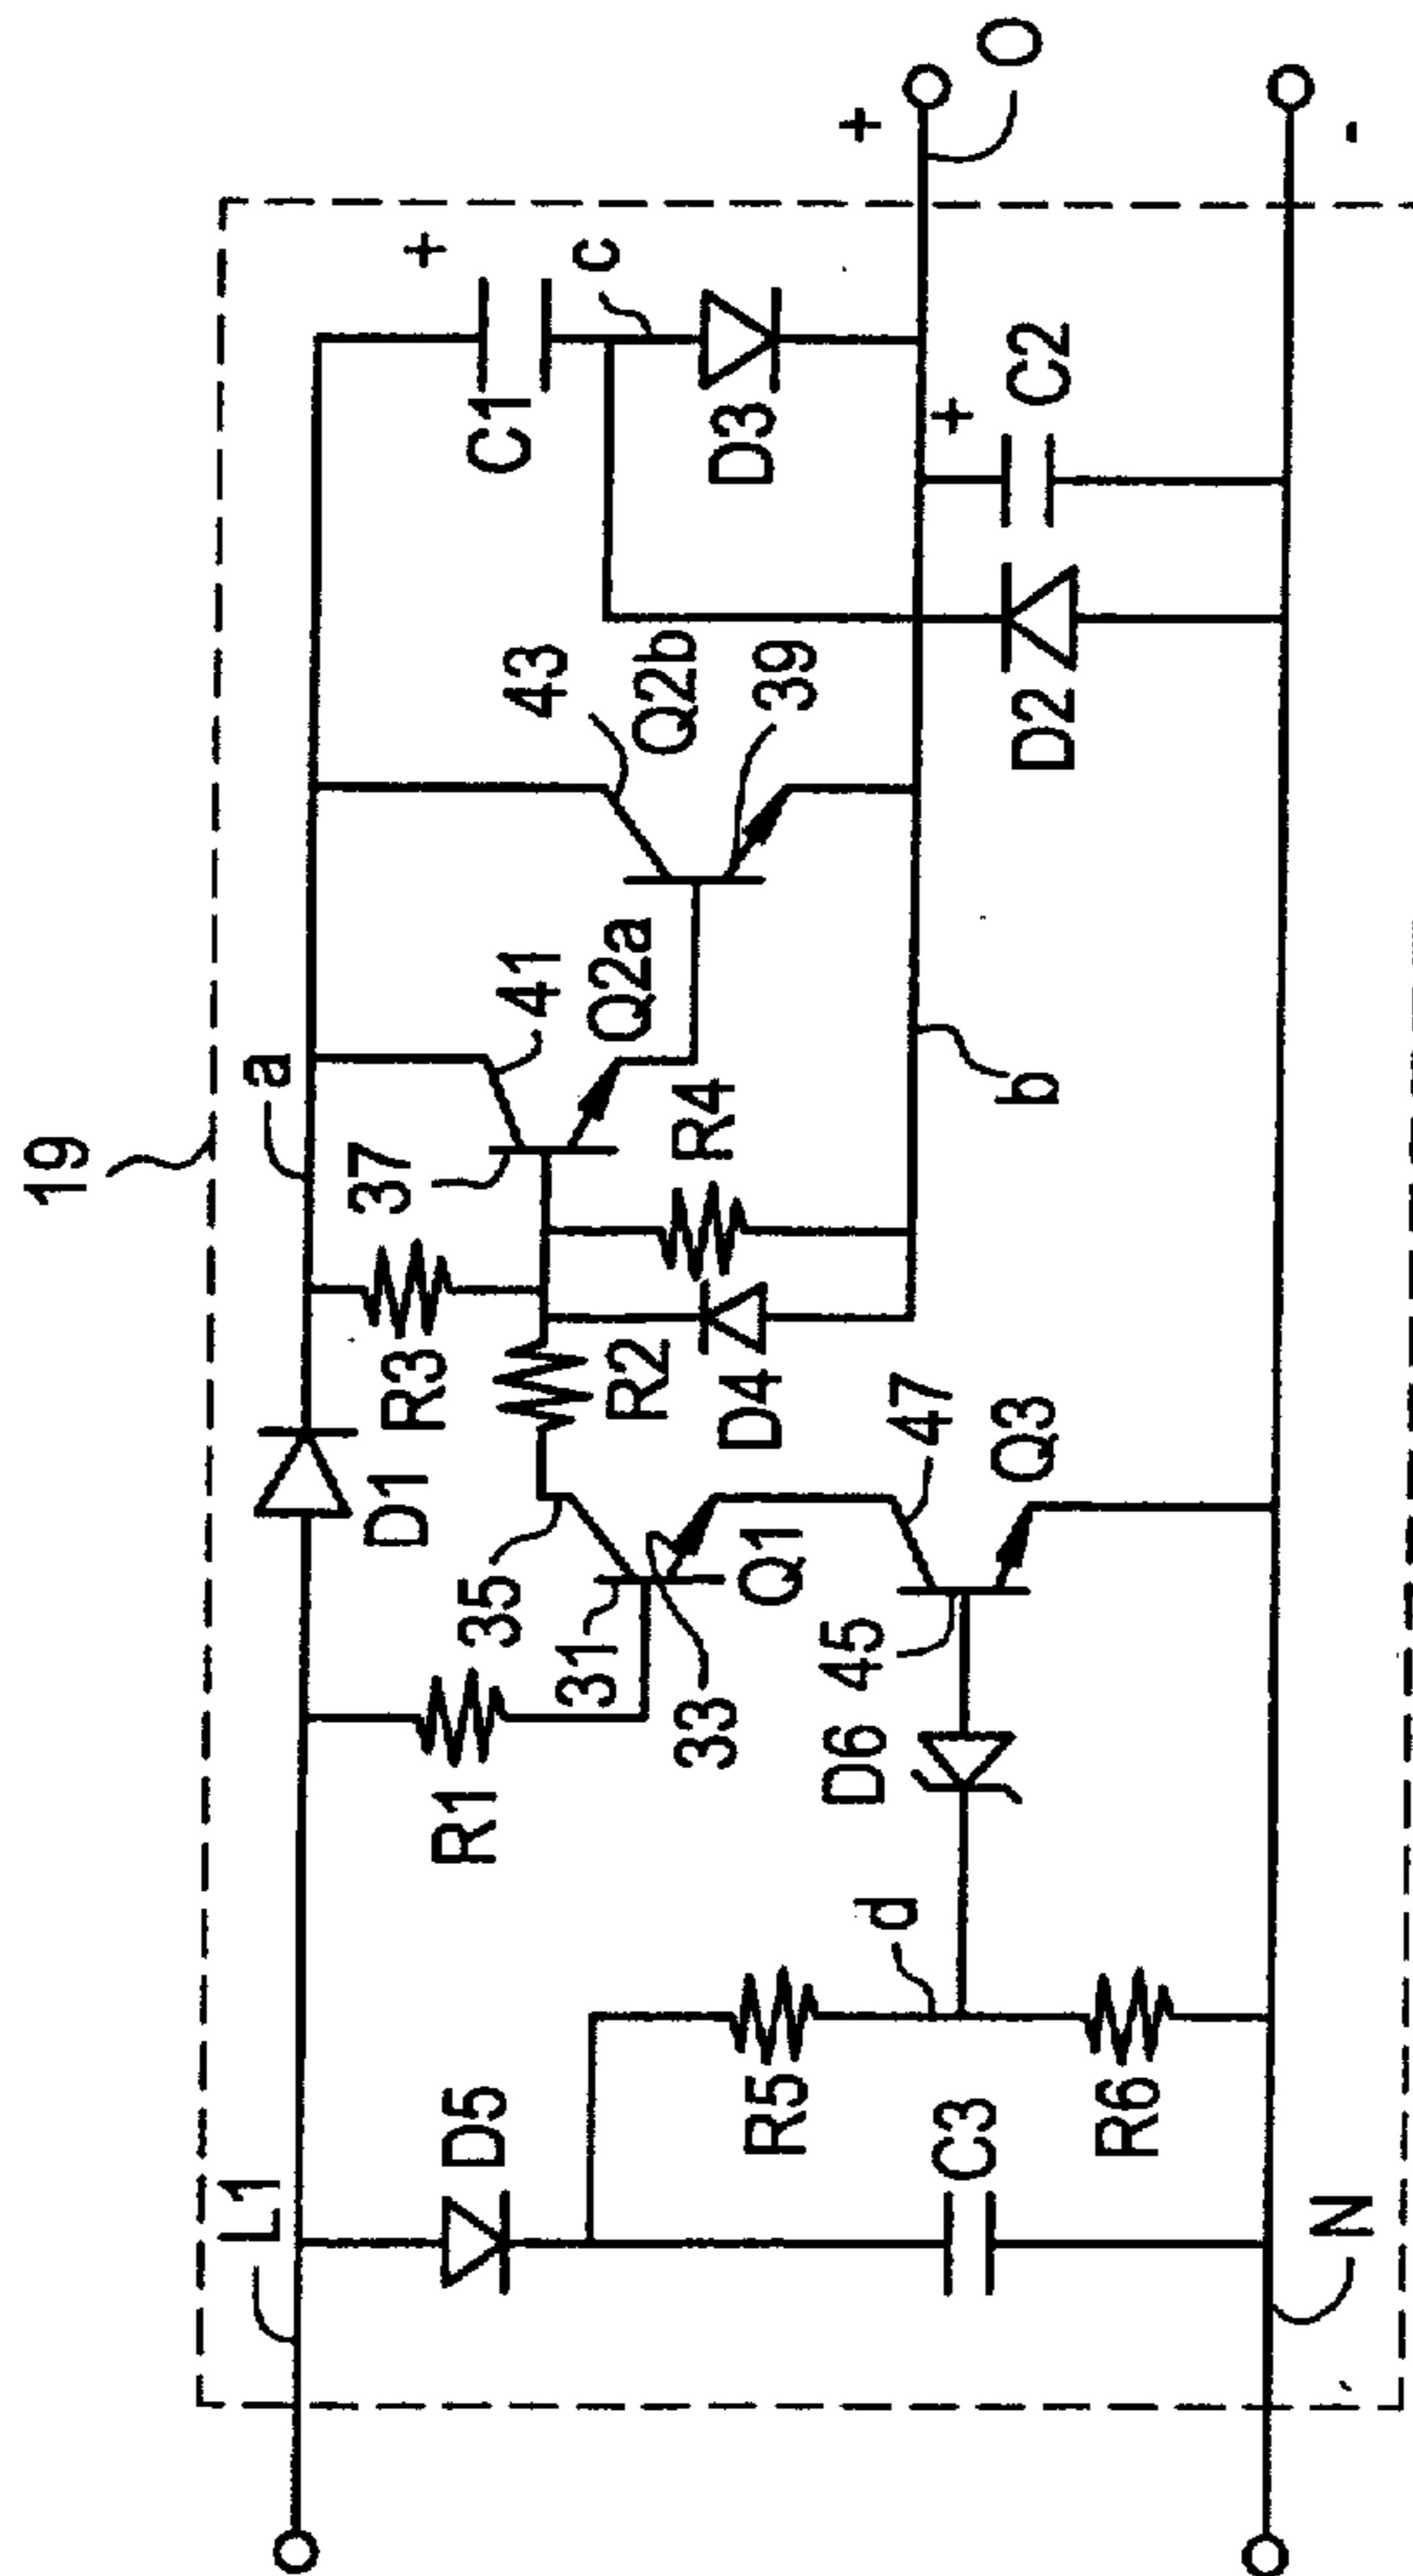 19
L1
a
D5
R1
D1
R3
37
41
Q2a
43
Q2b
C1
+
c
35
31
33
Q1
R2
D4
R4
39
D3
+
O
d
R5
C3
R6
D6
45
47
Q3
b
D2
+
C2
-
N